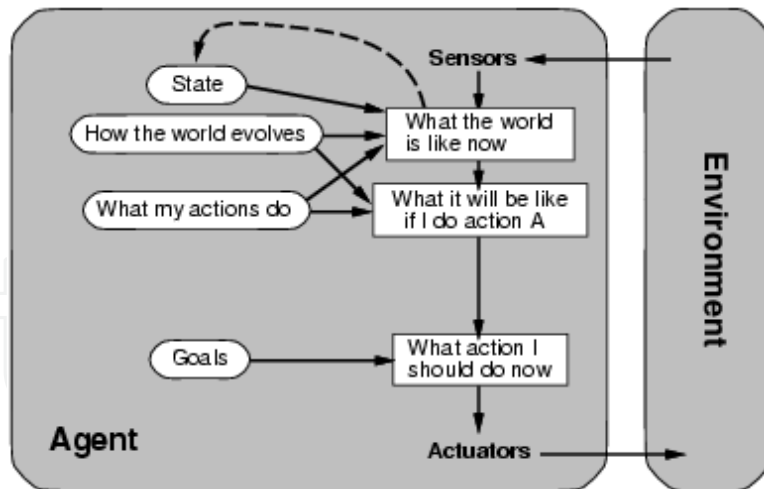 Sensors
State
What the world
is like now
How the world evolves
What it will be like
if I do action A
What my actions do
Environment
What action I
should do now
Goals
Agent
Actuators